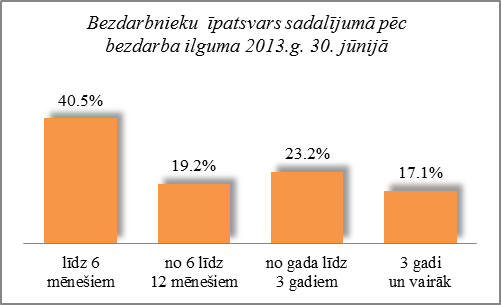 Bezdarbnieku īpatsvars sadalījumā pēc
bezdarba ilguma 2013.g. 30. jūnijā
40.5%
19.2%
23.2%
17.1%
līdz 6
mēnešiem
no 6 līdz
12 mēnešiem
no gada līdz
3 gadiem
3 gadi
un vairāk